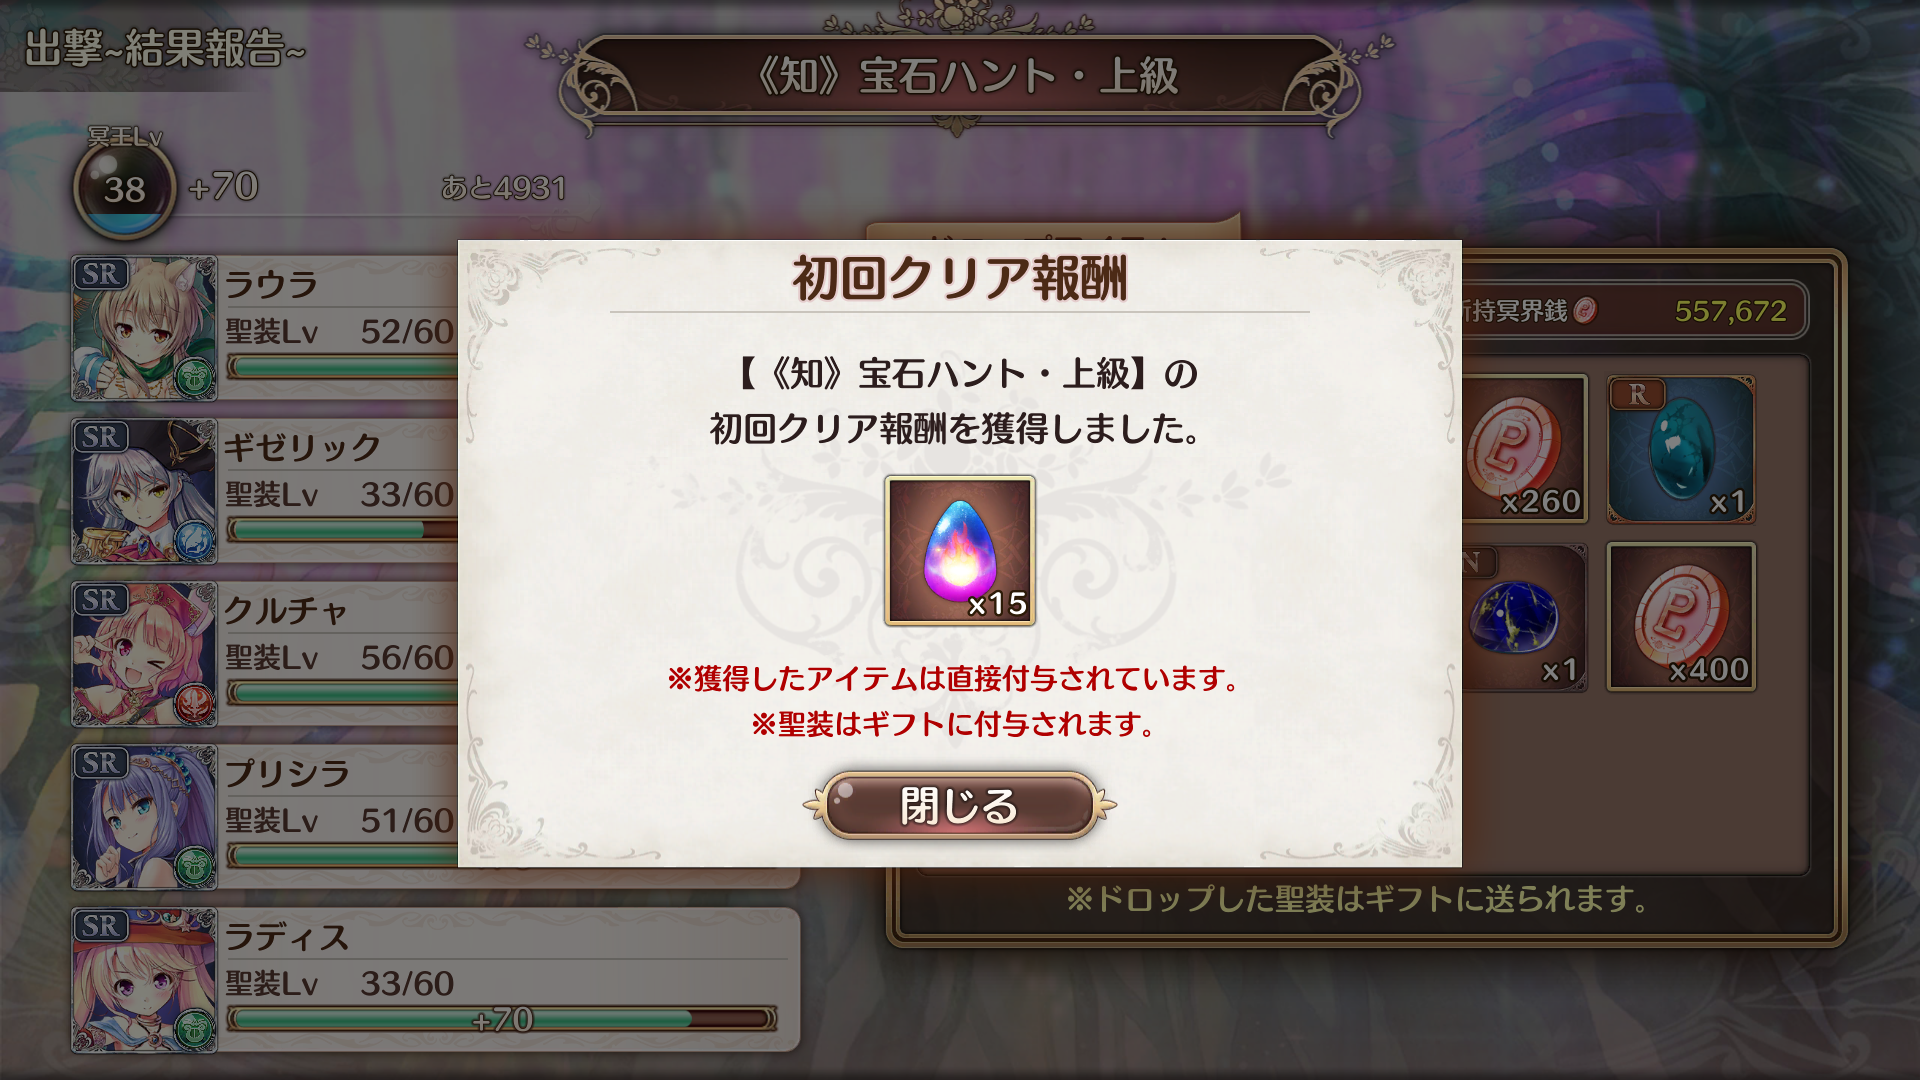 出撃~結果報告~
《知》宝石ハント・上級
冥王Lv
38
+70
あと4931
SR
ラウラ
聖装Lv 52/60
SR
ギゼリック
聖装Lv 33/60
SR
クルチャ
聖装Lv 56/60
SR
プリシラ
聖装Lv 51/60
SR
ラディス
聖装Lv 33/60
+70
初回クリア報酬
【《知》宝石ハント・上級】の
初回クリア報酬を獲得しました。
x15
※獲得したアイテムは直接付与されています。
※聖装はギフトに付与されます。
閉じる
持冥界銭
557,672
x260
R
x1
N
x1
x400
※ドロップした聖装はギフトに送られます。